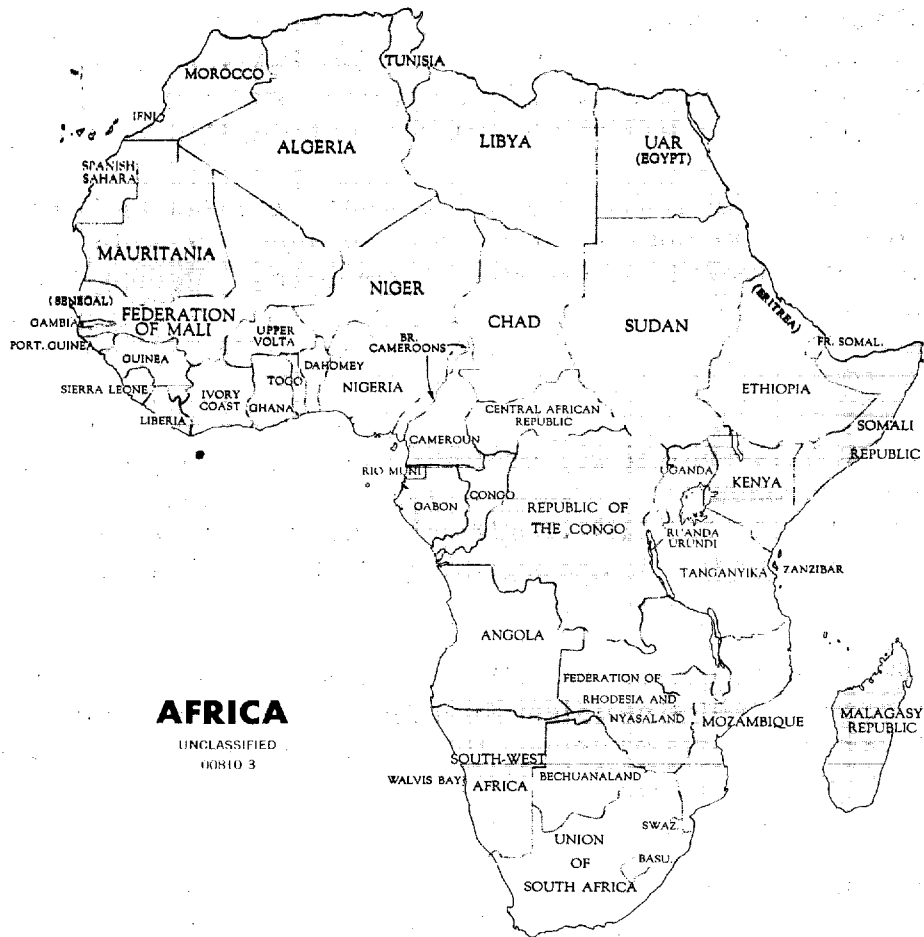 TUNISIA
MOROCCO
IFNI
ALGERIA
LIBYA
UAR
(EGYPT)
SPANISH
SAHARA
MAURITANIA
NIGER
(SENEGAL)
FEDERATION
OF MALI
GAMBIA
UPPER
VOLTA
BR.
CAMEROONS
CHAD
SUDAN
(ERITREA)
FR. SOMAL.
PORT. GUINEA
GUINEA
DAHOMEY
TOGO
NIGERIA
ETHIOPIA
SIERRA LEONE
IVORY
COAST
GHANA
LIBERIA
CENTRAL AFRICAN
REPUBLIC
SOMALI
REPUBLIC
CAMEROUN
RIO MUNI
UGANDA
KENYA
GABON
CONGO
REPUBLIC OF
THE CONGO
RUANDA
URUNDI
TANGANYIKA
ZANZIBAR
ANGOLA
FEDERATION OF
RHODESIA AND
NYASALAND
MOZAMBIQUE
MALAGASY
REPUBLIC
AFRICA
UNCLASSIFIED
00810 3
SOUTH-WEST
AFRICA
WALVIS BAY
BECHUANALAND
SWAZ.
BASU.
UNION
OF
SOUTH AFRICA